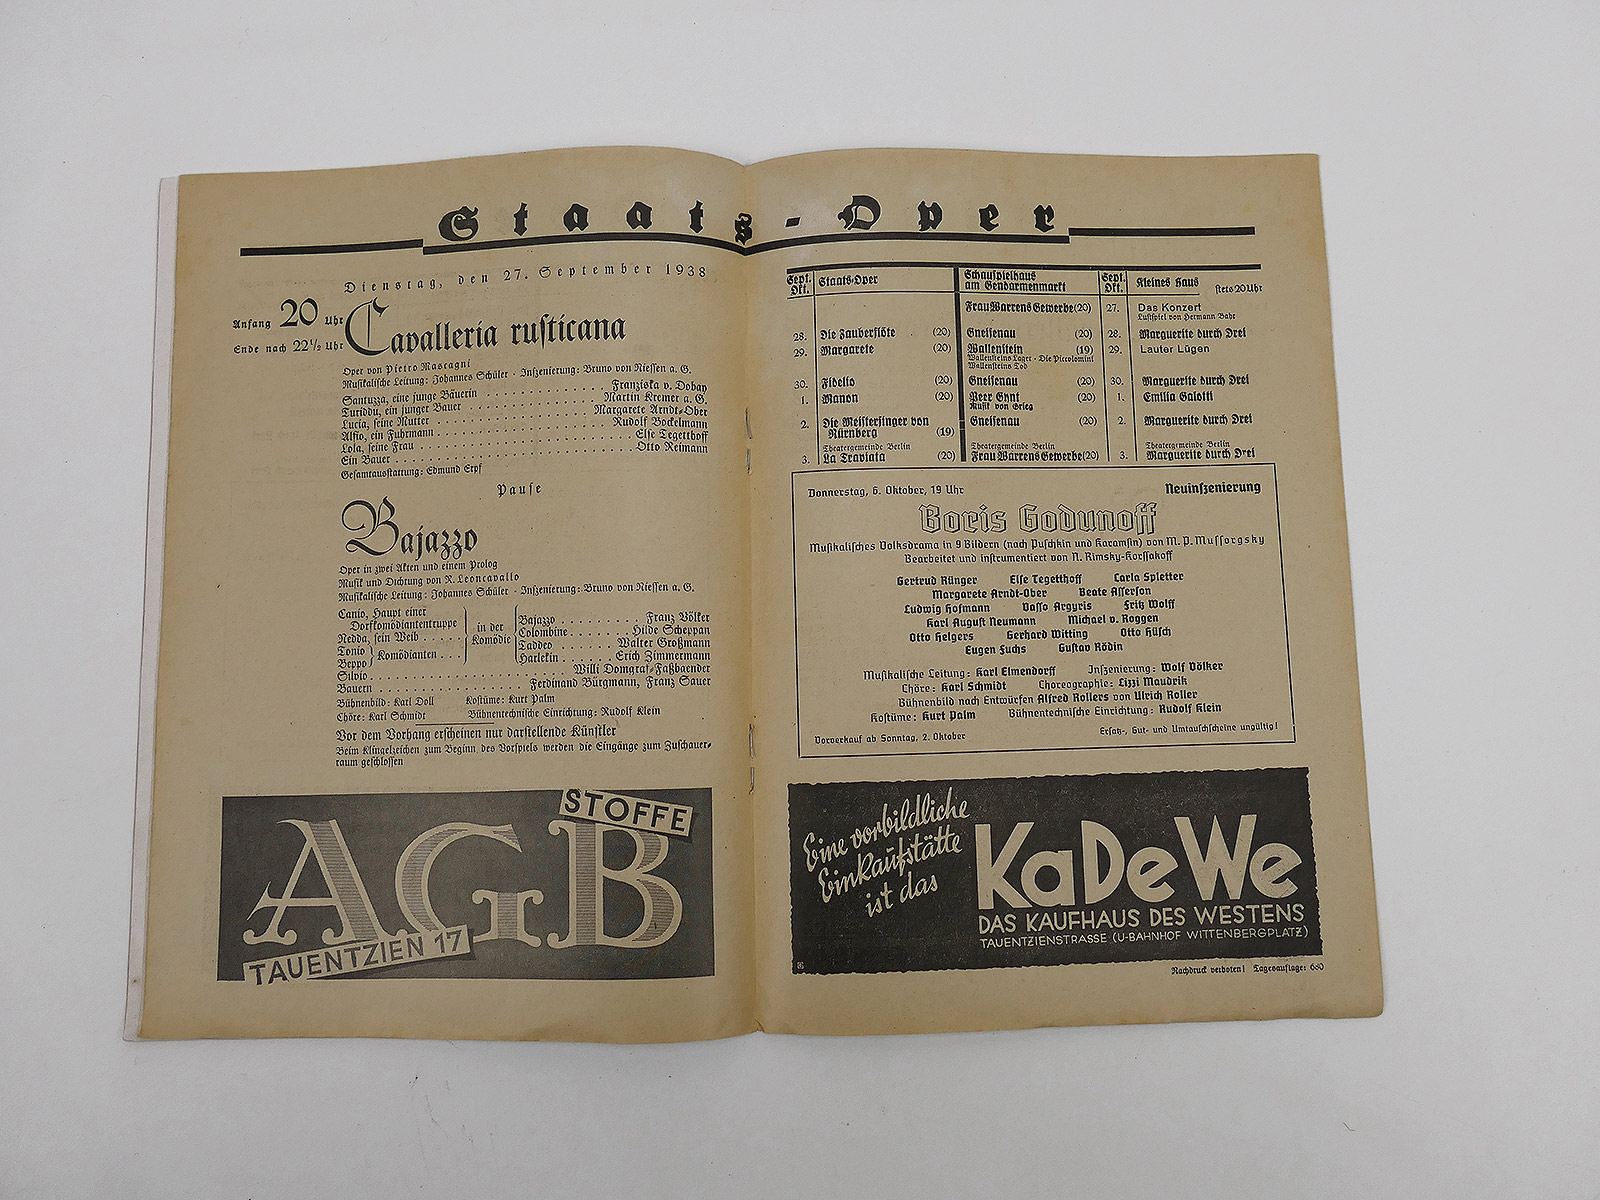 Staats-Oper
Dienstag, den 27. September 1938
Anfang 20 Uhr
Ende nach 22½ Uhr
Cavalleria rusticana
Oper von Pietro Mascagni
Musikalische Leitung: Johannes Schüler · Inszenierung: Bruno von Niessen a. G.
Santuzza, eine junge Bäuerin . . . . . Franziska v. Dobay
Turiddu, ein junger Bauer . . . . . Martin Kremer a. G.
Lucia, seine Mutter . . . . . Margarete Arndt-Ober
Alfio, ein Fuhrmann . . . . . Rudolf Bockelmann
Lola, seine Frau . . . . . Else Tegetthoff
Ein Bauer . . . . . Otto Reimann
Gesamtausstattung: Edmund Erpf
Pause
Bajazzo
Oper in zwei Akten und einem Prolog
Musik und Dichtung von R. Leoncavallo
Musikalische Leitung: Johannes Schüler · Inszenierung: Bruno von Niessen a. G.
Canio, Haupt einer
Dorfkomödiantentruppe
Nedda, sein Weib . . . . .
Tonio
Beppo
Komödianten . . .
in der
Komödie
Bajazzo . . . . . Franz Völker
Colombine . . . . . Hilde Scheppan
Taddeo . . . . . Walter Großmann
Harlekin . . . . . Erich Zimmermann
Silvio . . . . . Willi Domgraf-Faßbaender
Bauern . . . . . Ferdinand Bürgmann, Franz Sauer
Bühnenbild: Karl Doll Kostüme: Kurt Palm
Chöre: Karl Schmidt Bühnentechnische Einrichtung: Rudolf Klein
Vor dem Vorhang erscheinen nur darstellende Künstler
Beim Klingelzeichen zum Beginn des Vorspiels werden die Eingänge zum Zuschauer-
raum geschlossen
STOFFE
AGB
TAUENTZIEN 17
Sept. Okt. Staats-Oper Schauspielhaus am Gendarmenmarkt Sept. Okt. Kleines Haus stets 20 Uhr
Frau Warrens Gewerbe (20) 27. Das Konzert
Lustspiel von Hermann Bahr
28. Die Zauberflöte (20) Gneisenau (20) 28. Marguerite durch Drei
29. Margarete (20) Wallenstein (19) 29. Lauter Lügen
Wallensteins Lager · Die Piccolomini
Wallensteins Tod
30. Fidelio (20) Gneisenau (20) 30. Marguerite durch Drei
1. Manon (20) Peer Gynt (20) 1. Emilia Galotti
Musik von Grieg
2. Die Meistersinger von Nürnberg (19) Gneisenau (20) 2. Marguerite durch Drei
Theatergemeinde Berlin Theatergemeinde Berlin Theatergemeinde Berlin
3. La Traviata (20) Frau Warrens Gewerbe (20) 3. Marguerite durch Drei
Donnerstag, 6. Oktober, 19 Uhr Neuinszenierung
Boris Godunoff
Musikalisches Volksdrama in 9 Bildern (nach Puschkin und Karamsin) von M. P. Mussorgsky
Bearbeitet und instrumentiert von N. Rimsky-Korssakoff
Gertrud Rünger Else Tegetthoff Carla Spletter
Margarete Arndt-Ober Beate Asserson
Ludwig Hofmann Vasso Argyris Fritz Wolff
Karl August Neumann Michael v. Roggen
Otto Helgers Gerhard Witting Otto Hüsch
Eugen Fuchs Gustav Rödin
Musikalische Leitung: Karl Elmendorff Inszenierung: Wolf Völker
Chöre: Karl Schmidt Choreographie: Lizzi Maudrik
Bühnenbild nach Entwürfen Alfred Rollers von Ulrich Roller
Kostüme: Kurt Palm Bühnentechnische Einrichtung: Rudolf Klein
Vorverkauf ab Sonntag, 2. Oktober Ersatz-, Gut- und Umtauschscheine ungültig!
Eine vorbildliche
Einkaufstätte
ist das
KaDeWe
DAS KAUFHAUS DES WESTENS
TAUENTZIENSTRASSE (U-BAHNHOF WITTENBERGPLATZ)
Nachdruck verboten! Tagesauflage: 680